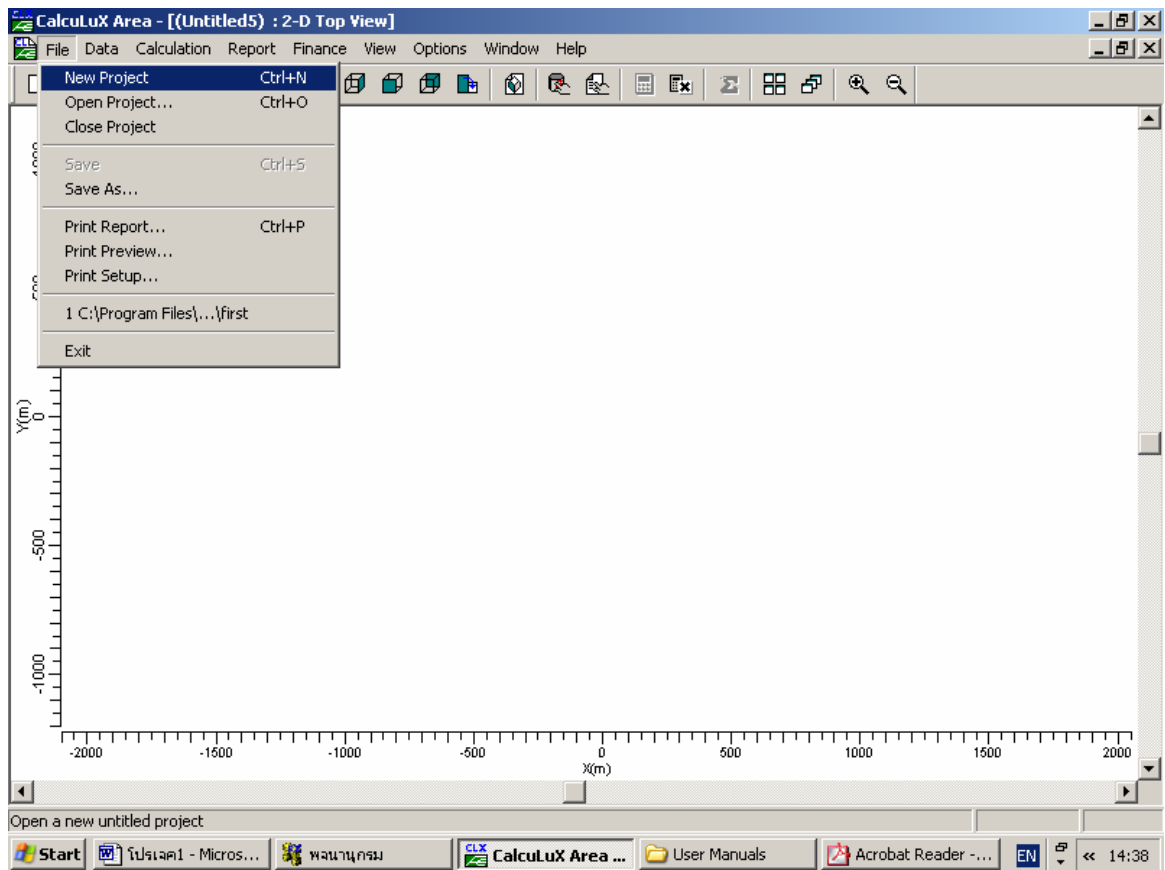 CalcuLuX Area - [(Untitled5) : 2-D Top View]
File Data Calculation Report Finance View Options Window Help
New Project Ctrl+N
Open Project... Ctrl+O
Close Project
Save Ctrl+S
Save As...
Print Report... Ctrl+P
Print Preview...
Print Setup...
1 C:\Program Files\...\first
Exit
Y(m)
0
-500
-1000
-2000 -1500 -1000 -500 0 500 1000 1500 2000
X(m)
Open a new untitled project
Start โปรเจค1 - Micros... พจนานุกรม CLX CalcuLuX Area ... User Manuals Acrobat Reader -... EN « 14:38